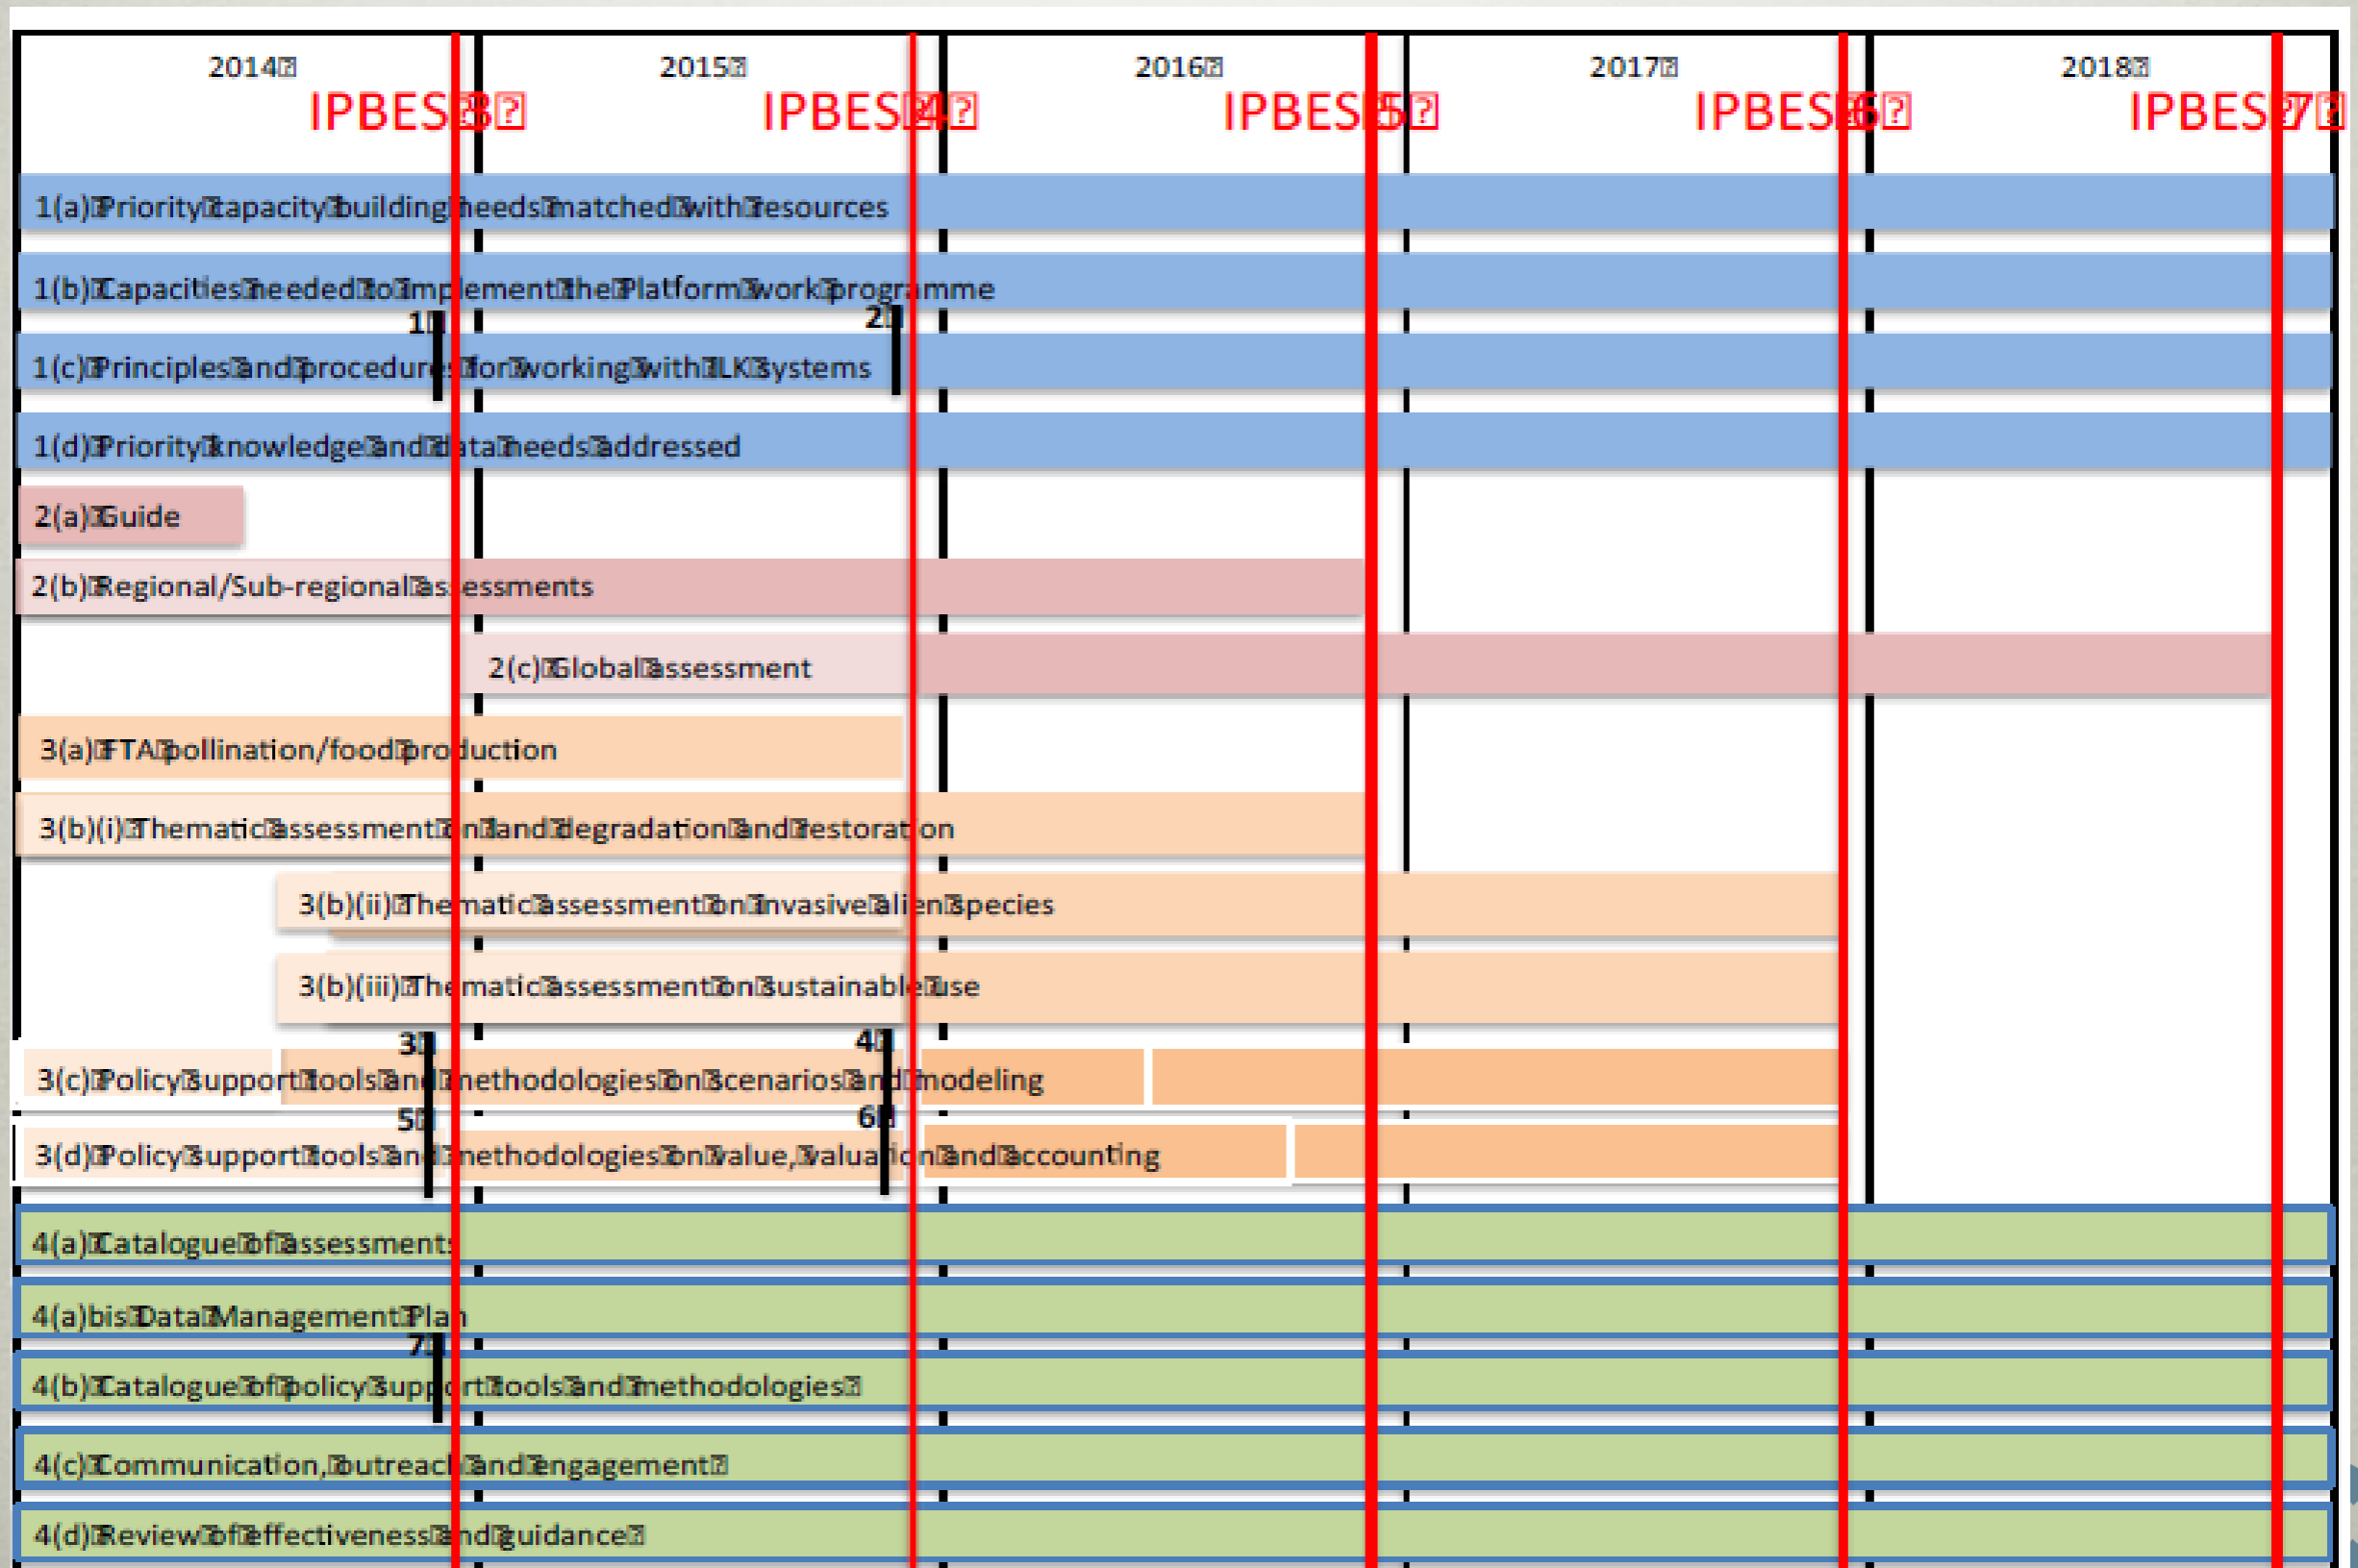 2014 2015 2016 2017 2018
IPBES 3 IPBES 4 IPBES 5 IPBES 6 IPBES 7
1(a) Priority capacity building needs matched with resources
1(b) Capacities needed to implement the Platform work programme
1 2
1(c) Principles and procedures for working with ILK systems
1(d) Priority knowledge and data needs addressed
2(a) Guide
2(b) Regional/Sub-regional assessments
2(c) Global assessment
3(a) FTA pollination/food production
3(b)(i) Thematic assessment on land degradation and restoration
3(b)(ii) Thematic assessment on invasive alien species
3(b)(iii) Thematic assessment on sustainable use
3 4
3(c) Policy support tools and methodologies on scenarios and modeling
5 6
3(d) Policy support tools and methodologies on value, valuation and accounting
4(a) Catalogue of assessments
4(a)bis Data Management Plan
7
4(b) Catalogue of policy support tools and methodologies
4(c) Communication, outreach and engagement
4(d) Review of effectiveness and guidance